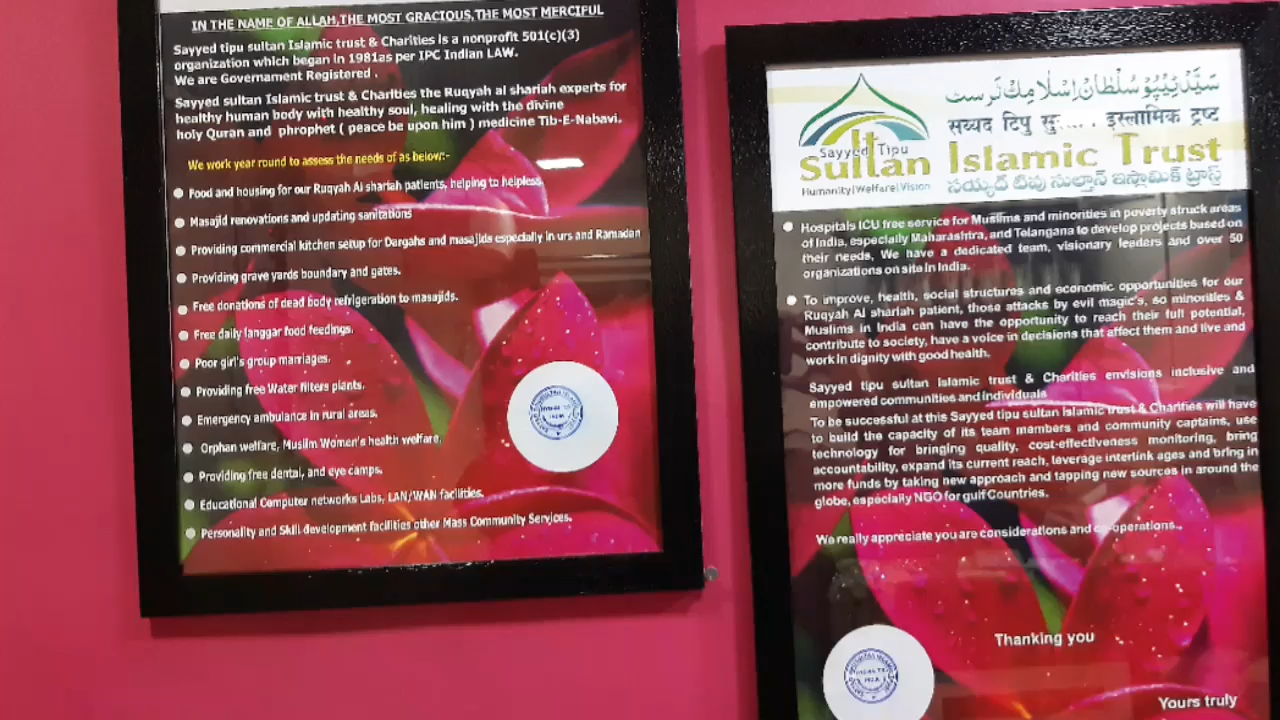 IN THE NAME OF ALLAH,THE MOST GRACIOUS,THE MOST MERCIFUL
Sayyed tipu sultan Islamic trust & Charities is a nonprofit 501(c)(3)
organization which began in 1981as per IPC Indian LAW.
We are Governament Registered .
Sayyed sultan Islamic trust & Charities the Ruqyah al shariah experts for
healthy human body with healthy soul, healing with the divine
holy Quran and phrophet ( peace be upon him ) medicine Tib-E-Nabavi.
We work year round to assess the needs of as below:-
Food and housing for our Ruqyah Al shariah patients, helping to helpless.
Masajid renovations and updating sanitations
Providing commercial kitchen setup for Dargahs and masajids especially in urs and Ramadan
Providing grave yards boundary and gates.
Free donations of dead body refrigeration to masajids.
Free daily langgar food feedings.
Poor girl's group marriages.
Providing free Water filters plants.
Emergency ambulance in rural areas.
Orphan welfare, Muslim Women's health welfare,
Providing free dental, and eye camps.
Educational Computer networks Labs, LAN/WAN facilities.
Personality and Skill development facilities other Mass Community Services.
سَیَّدْ ٹِیْپُوْ سُلْطَانْ اِسْلَامِكْ ٹَرَسٹ
सय्यद टिपु सु.... . इस्लामिक ट्रष्ट
Sayyed Tipu
Sultan Islamic Trust
Humanity|Welfare|Vision
సయ్యద్ టిపు సుల్తాన్ ఇస్లామిక్ ట్రాస్ట్
Hospitals ICU free service for Muslims and minorities in poverty struck areas
of India, especially Maharashtra, and Telangana to develop projects based on
their needs, We have a dedicated team, visionary leaders and over 50
organizations on site in India.
To improve, health, social structures and economic opportunities for our
Ruqyah Al shariah patient, those attacks by evil magic's, so minorities &
Muslims in India can have the opportunity to reach their full potential,
contribute to society, have a voice in decisions that affect them and live and
work in dignity with good health.
Sayyed tipu sultan Islamic trust & Charities envisions inclusive and
empowered communities and individuals
To be successful at this Sayyed tipu sultan Islamic trust & Charities will have
to build the capacity of its team members and community captains, use
technology for bringing quality, cost-effectiveness monitoring, bring
accountability, expand its current reach, leverage interlink ages and bring in
more funds by taking new approach and tapping new sources in around the
globe, especially NGO for gulf Countries.
We really appreciate you are considerations and co-operations.,
Thanking you
Yours truly